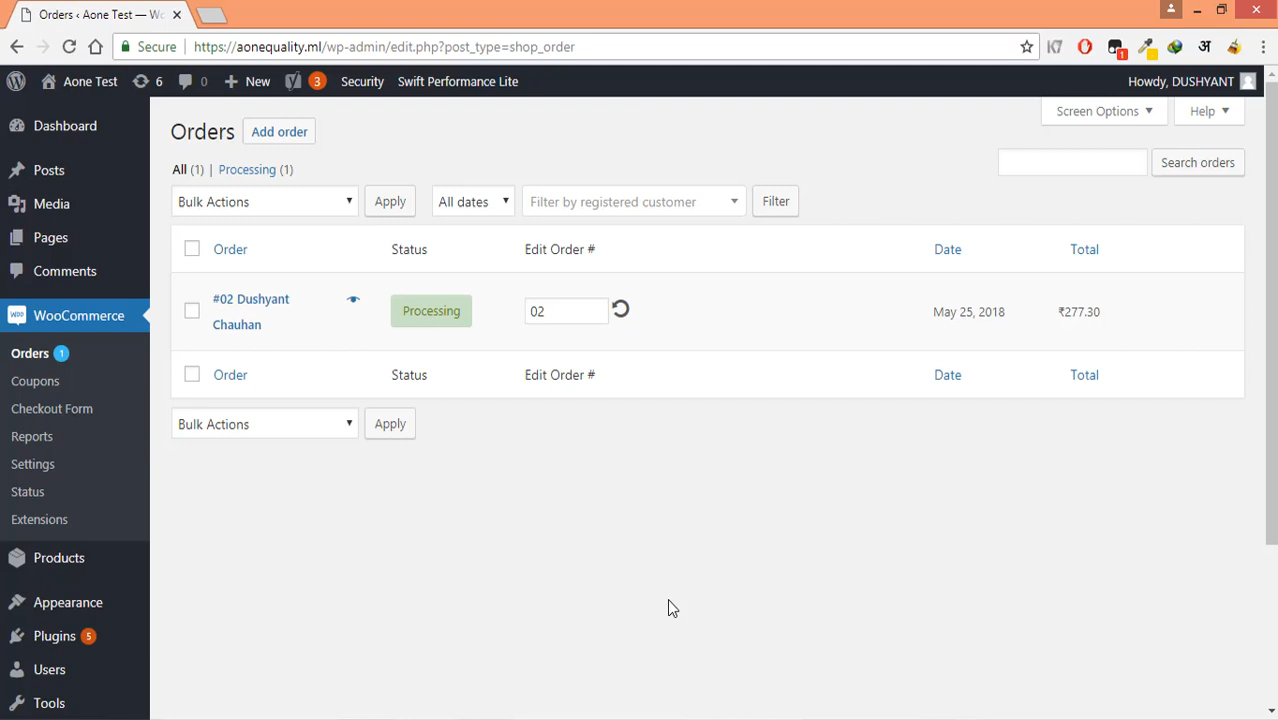 Orders ‹ Aone Test — Wo
Secure https://aonequality.ml/wp-admin/edit.php?post_type=shop_order
K7 1 अ
Aone Test 6 0 New 3 Security Swift Performance Lite Howdy, DUSHYANT
Screen Options Help
Dashboard
Posts
Media
Pages
Comments
WooCommerce
Orders 1
Coupons
Checkout Form
Reports
Settings
Status
Extensions
Products
Appearance
Plugins 5
Users
Tools
Orders Add order
All (1) | Processing (1)
Search orders
Bulk Actions Apply All dates Filter by registered customer Filter
Order Status Edit Order # Date Total
#02 Dushyant
Chauhan
Processing 02 May 25, 2018 ₹277.30
Order Status Edit Order # Date Total
Bulk Actions Apply